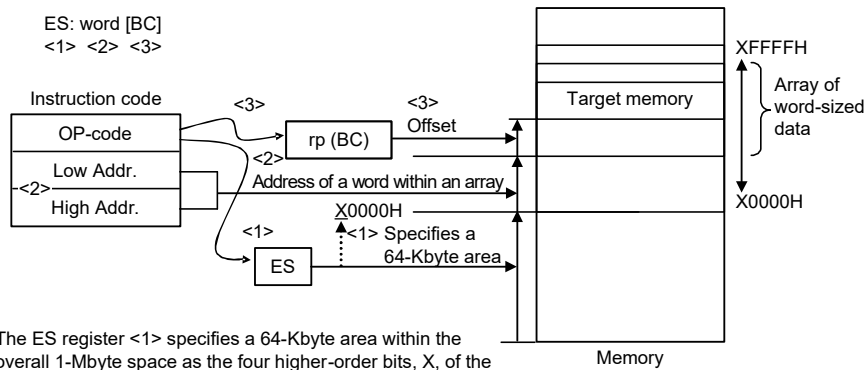 ES: word [BC]
<1> <2> <3>
XFFFFH
Array of
word-sized
data
Instruction code
<3>
<3>
Target memory
OP-code
rp (BC)
Offset
<2>
Low Addr.
<2>
Address of a word within an array
High Addr.
X0000H
X0000H
<1>
<1> Specifies a
64-Kbyte area
ES
The ES register <1> specifies a 64-Kbyte area within the
overall 1-Mbyte space as the four higher-order bits, X, of the
Memory